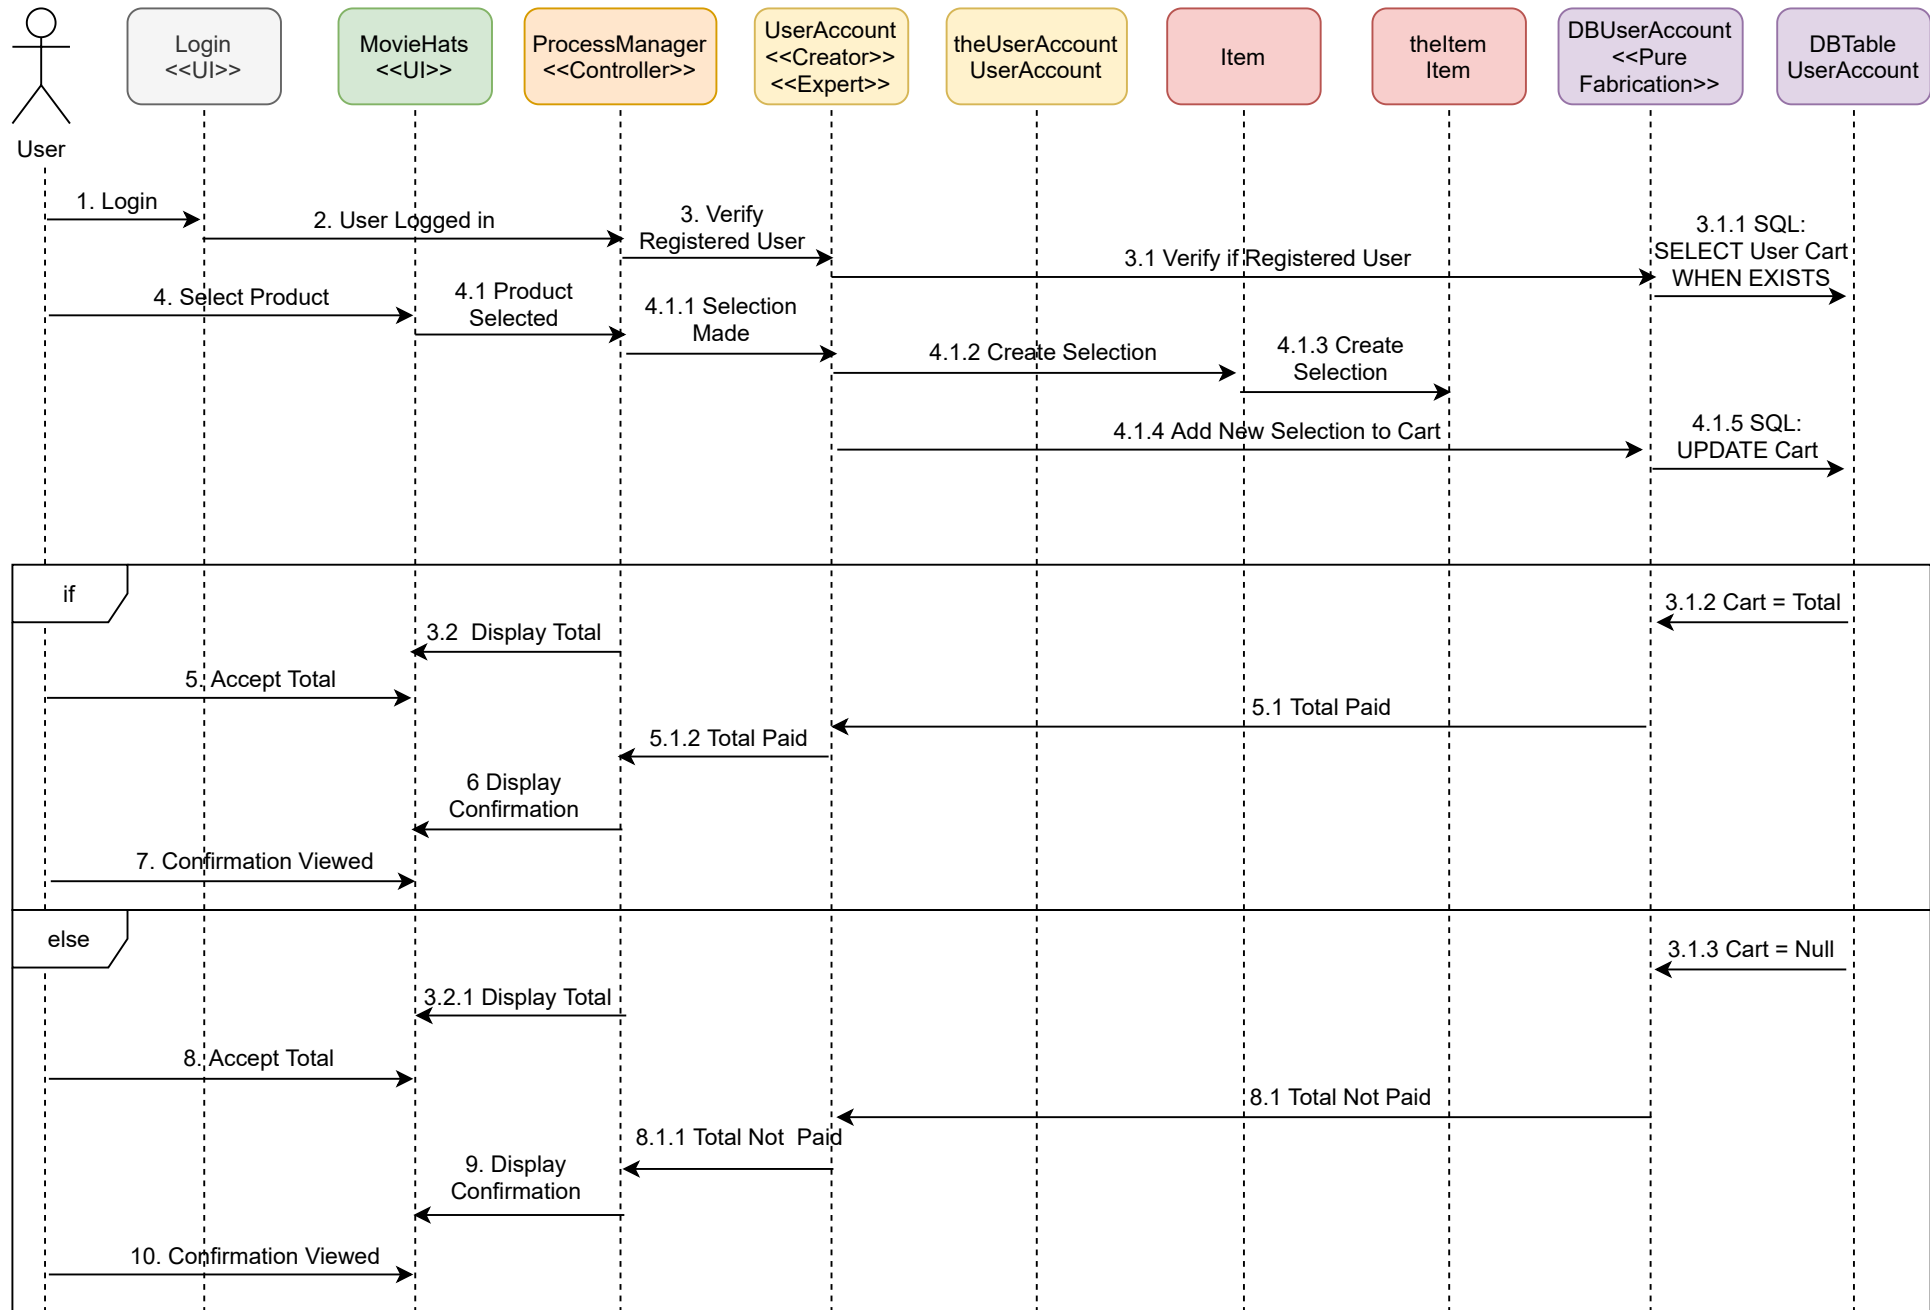 User
Login
<<UI>>
MovieHats
<<UI>>
ProcessManager
<<Controller>>
UserAccount
<<Creator>>
<<Expert>>
theUserAccount
UserAccount
Item
theItem
Item
DBUserAccount
<<Pure
Fabrication>>
DBTable
UserAccount
1. Login
2. User Logged in
3. Verify
Registered User
3.1 Verify if Registered User
3.1.1 SQL:
SELECT User Cart
WHEN EXISTS
4. Select Product
4.1 Product
Selected
4.1.1 Selection
Made
4.1.2 Create Selection
4.1.3 Create
Selection
4.1.4 Add New Selection to Cart
4.1.5 SQL:
UPDATE Cart
if
3.1.2 Cart = Total
3.2  Display Total
5. Accept Total
5.1 Total Paid
5.1.2 Total Paid
6 Display
Confirmation
7. Confirmation Viewed
else
3.1.3 Cart = Null
3.2.1 Display Total
8. Accept Total
8.1 Total Not Paid
8.1.1 Total Not  Paid
9. Display
Confirmation
10. Confirmation Viewed